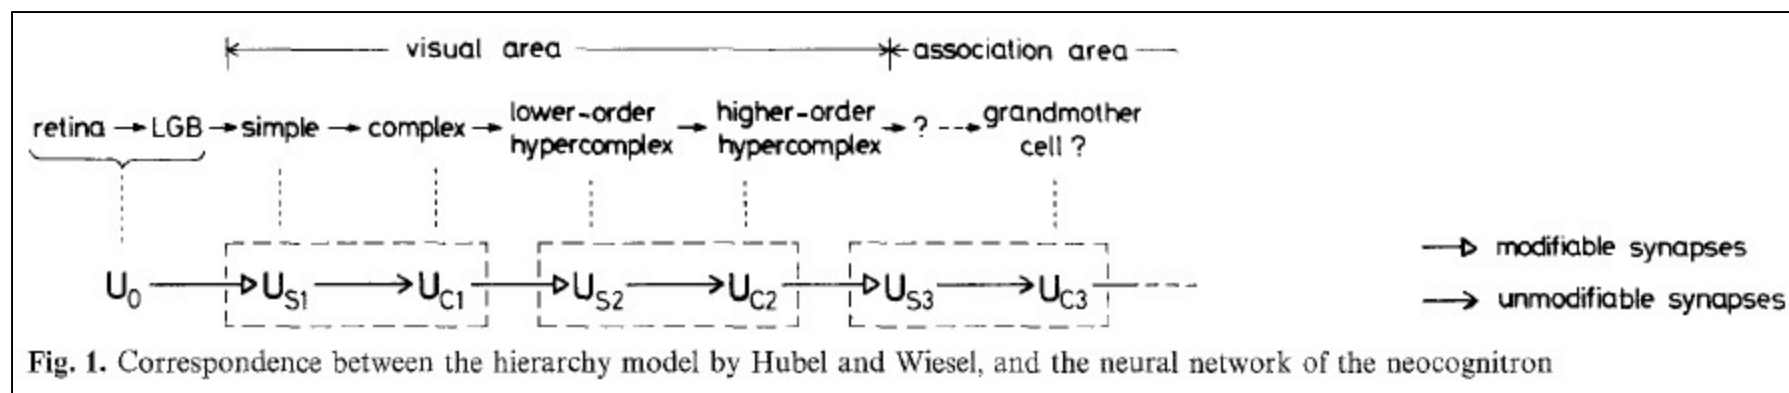 visual area association area
lower-order higher-order grandmother
retina LGB simple complex ?
hypercomplex hypercomplex cell ?
modifiable synapses
U0 US1 UC1 US2 UC2 US3 UC3
unmodifiable synapses
Fig. 1. Correspondence between the hierarchy model by Hubel and Wiesel, and the neural network of the neocognitron